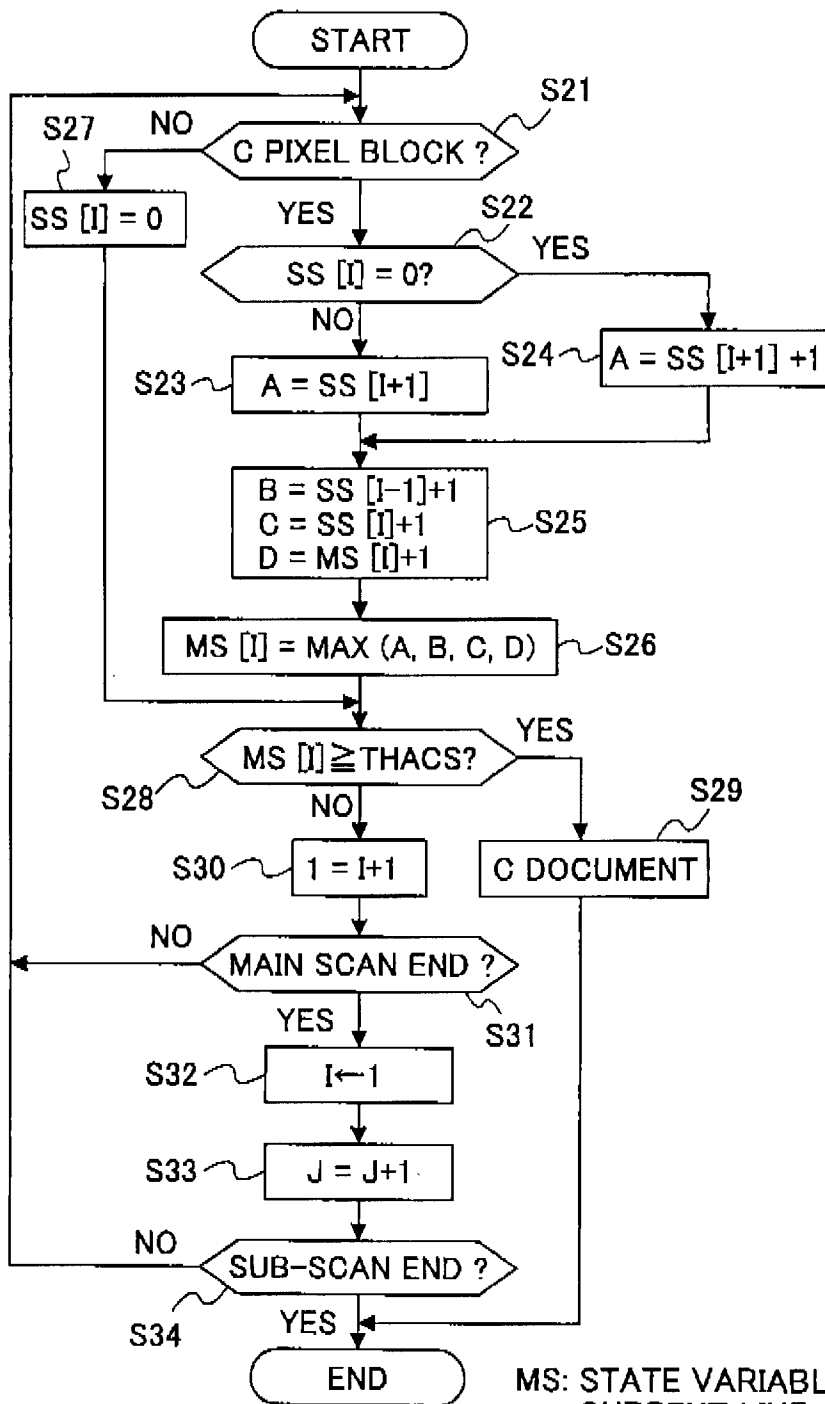 START
S21
NO
S27
C PIXEL BLOCK ?
SS [I] = 0
YES
S22
YES
SS [I] = 0?
NO
S24
A = SS [I+1] +1
S23
A = SS [I+1]
B = SS [I-1]+1
C = SS [I]+1
D = MS [I]+1
S25
MS [I] = MAX (A, B, C, D)
S26
YES
MS [I] ≧ THACS?
S28
NO
S29
S30
1 = I+1
C DOCUMENT
NO
MAIN SCAN END ?
YES
S31
S32
I←1
S33
J = J+1
NO
SUB-SCAN END ?
S34
YES
END
MS: STATE VARIABL